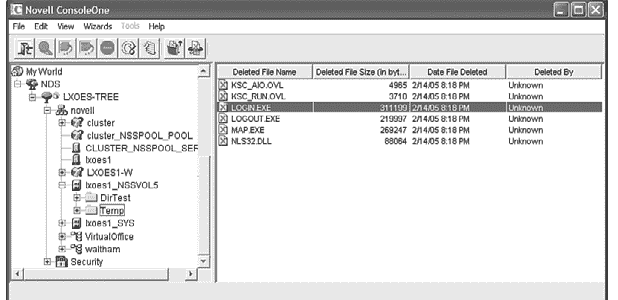 Novell ConsoleOne
File Edit View Wizards Tools Help
My World
NDS
LXOES-TREE
novell
cluster
cluster_NSSPOOL_POOL
CLUSTER_NSSPOOL_SER
lxoes1
LXOES1-W
lxoes1_NSSVOL5
DirTest
Temp
lxoes1_SYS
VirtualOffice
waltham
Security
Deleted File Name Deleted File Size (in byt... Date File Deleted Deleted By
KSC_AIO.OVL 4965 2/14/05 8:18 PM Unknown
KSC_RUN.OVL 3710 2/14/05 8:18 PM Unknown
LOGIN.EXE 311199 2/14/05 8:18 PM Unknown
LOGOUT.EXE 219997 2/14/05 8:18 PM Unknown
MAP.EXE 269247 2/14/05 8:18 PM Unknown
NLS32.DLL 88064 2/14/05 8:18 PM Unknown